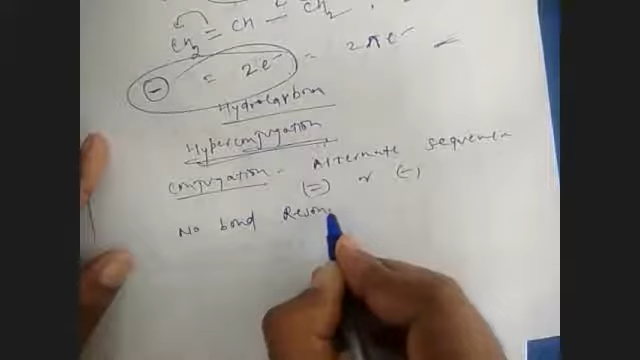 CH2 = CH - CH2
⊖ = 2e⁻ = 2πe⁻
Hydrocarbon
Hyperconjugation
Conjugation - Alternate sequence
(=) or (-)
No bond Reson